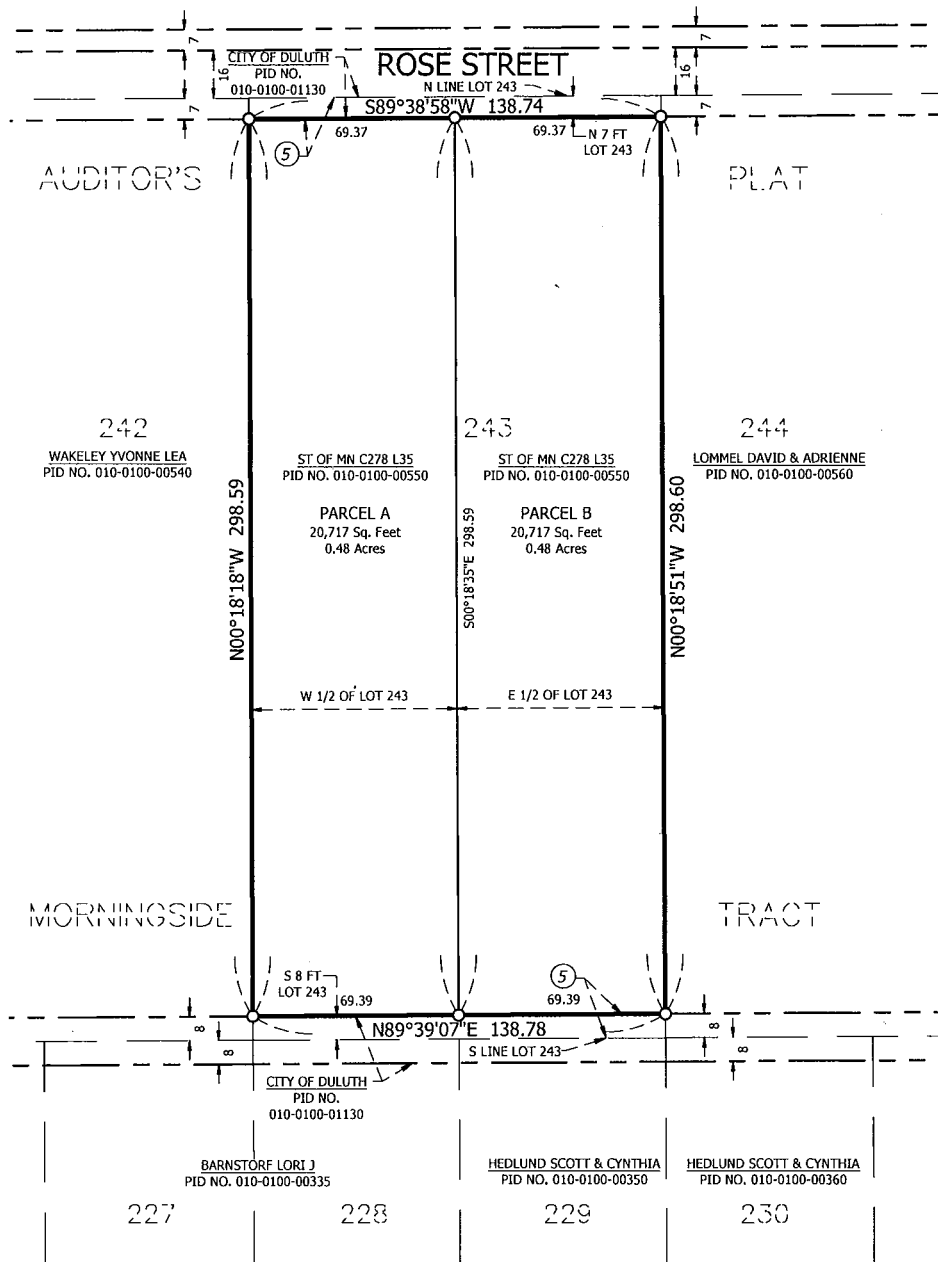 7
CITY OF DULUTH
PID NO.
010-0100-01130
16
ROSE STREET
16
N LINE LOT 243
7
S89°38'58"W 138.74
7
69.37
69.37
N 7 FT
LOT 243
5
AUDITOR'S
PLAT
242
WAKELEY YVONNE LEA
PID NO. 010-0100-00540
243
ST OF MN C278 L35
PID NO. 010-0100-00550
ST OF MN C278 L35
PID NO. 010-0100-00550
244
LOMMEL DAVID & ADRIENNE
PID NO. 010-0100-00560
PARCEL A
20,717 Sq. Feet
0.48 Acres
PARCEL B
20,717 Sq. Feet
0.48 Acres
N00°18'18"W 298.59
S00°18'35"E 298.59
N00°18'51"W 298.60
W 1/2 OF LOT 243
E 1/2 OF LOT 243
MORNINGSIDE
TRACT
S 8 FT
LOT 243
69.39
5
69.39
8
N89°39'07"E 138.78
8
8
S LINE LOT 243
8
CITY OF DULUTH
PID NO.
010-0100-01130
BARNSTORF LORI J
PID NO. 010-0100-00335
HEDLUND SCOTT & CYNTHIA
PID NO. 010-0100-00350
HEDLUND SCOTT & CYNTHIA
PID NO. 010-0100-00360
227
228
229
230